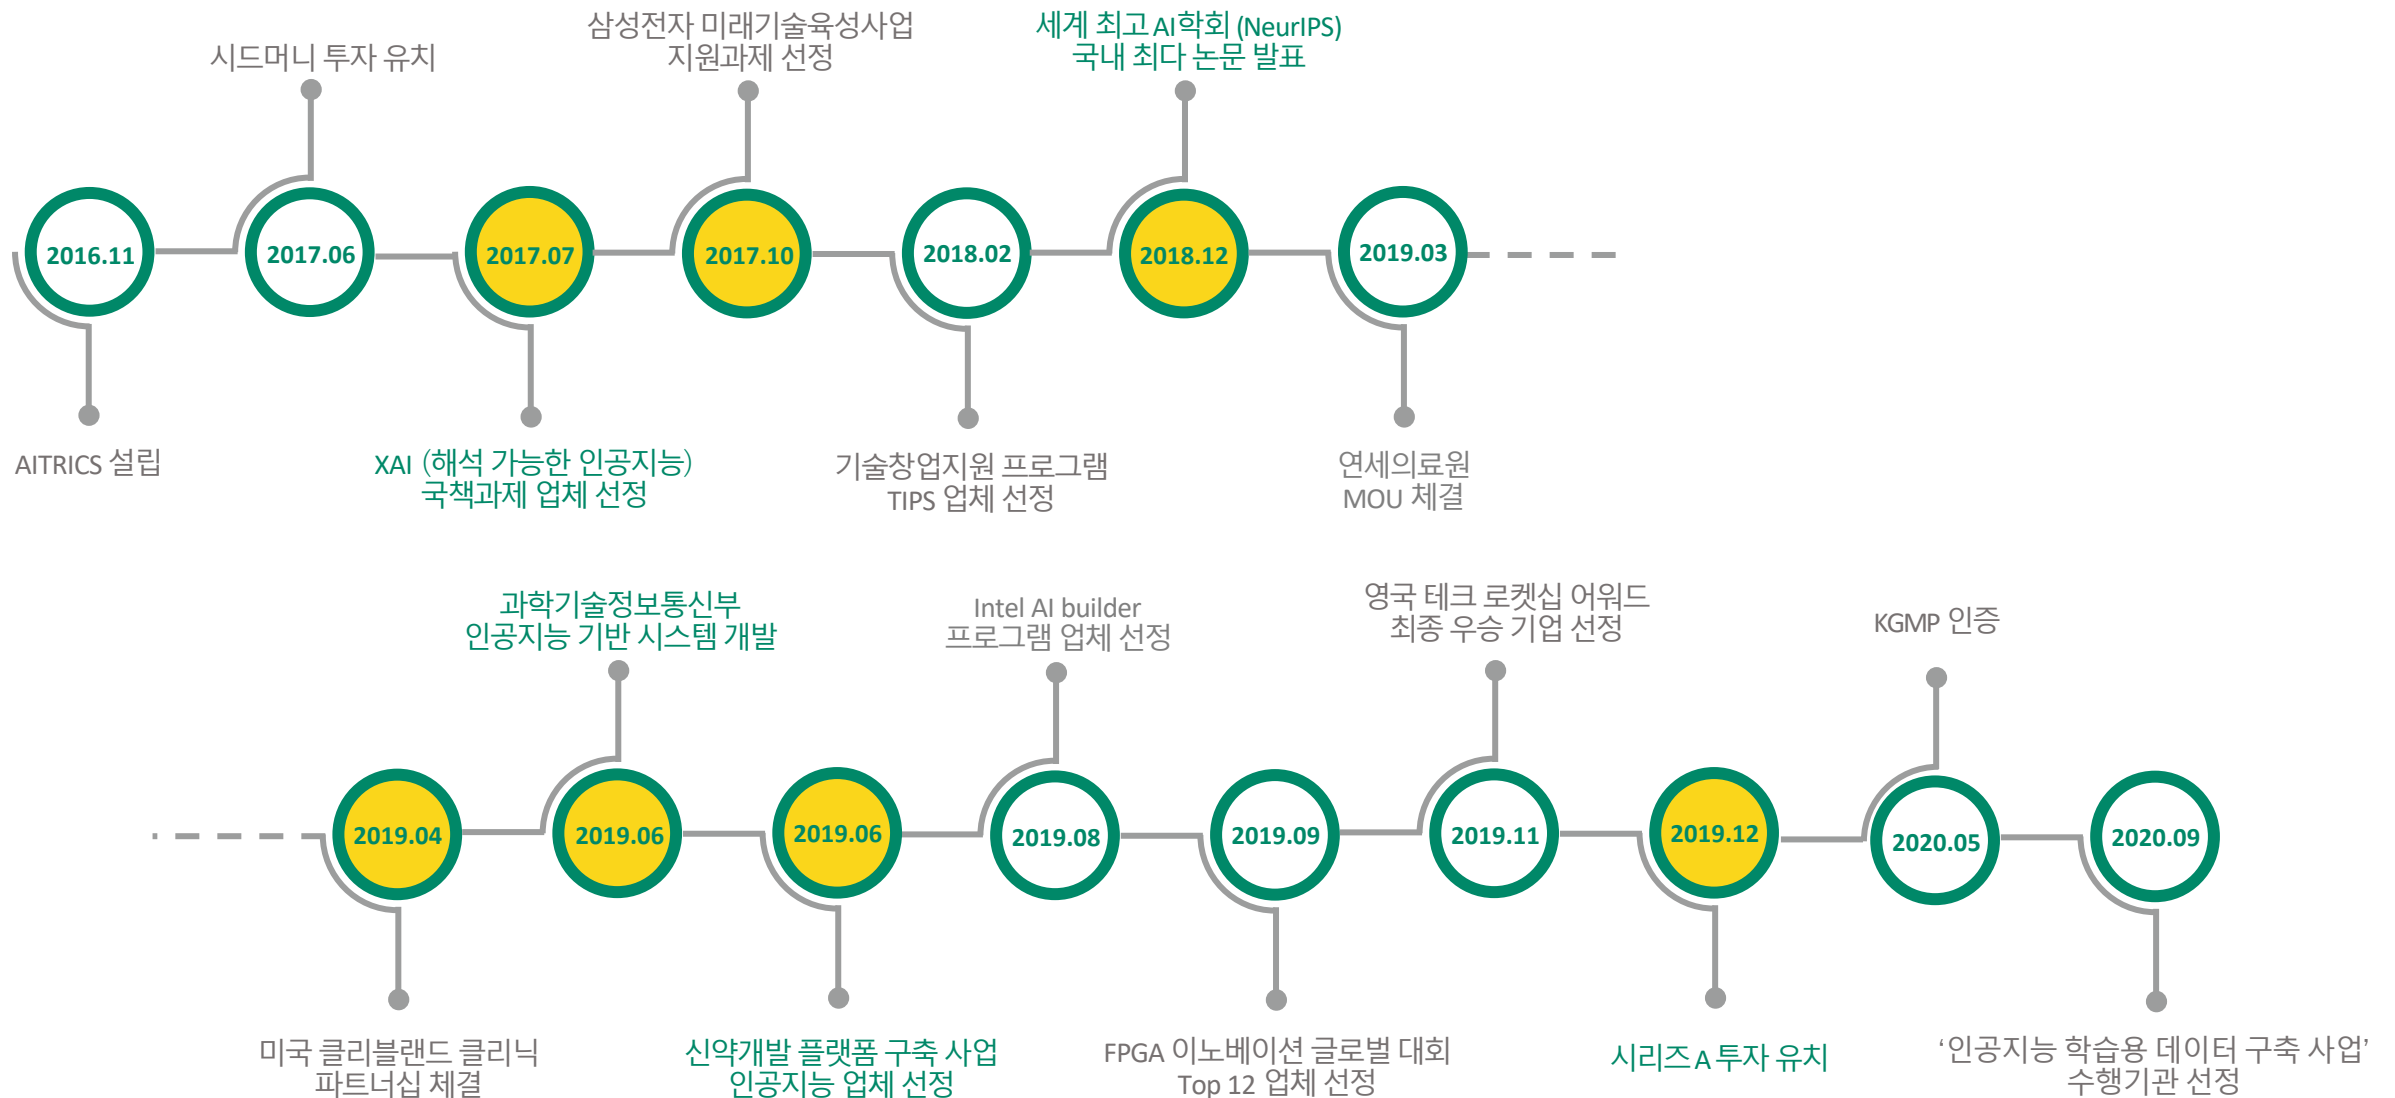 시드머니 투자 유치
삼성전자 미래기술육성사업
지원과제 선정
세계 최고 AI학회 (NeurIPS)
국내 최다 논문 발표
2016.11
2017.06
2017.07
2017.10
2018.02
2018.12
2019.03
AITRICS 설립
XAI (해석 가능한 인공지능)
국책과제 업체 선정
기술창업지원 프로그램
TIPS 업체 선정
연세의료원
MOU 체결
과학기술정보통신부
인공지능 기반 시스템 개발
Intel AI builder
프로그램 업체 선정
영국 테크 로켓십 어워드
최종 우승 기업 선정
KGMP 인증
2019.04
2019.06
2019.06
2019.08
2019.09
2019.11
2019.12
2020.05
2020.09
미국 클리블랜드 클리닉
파트너십 체결
신약개발 플랫폼 구축 사업
인공지능 업체 선정
FPGA 이노베이션 글로벌 대회
Top 12 업체 선정
시리즈 A 투자 유치
‘인공지능 학습용 데이터 구축 사업’
수행기관 선정